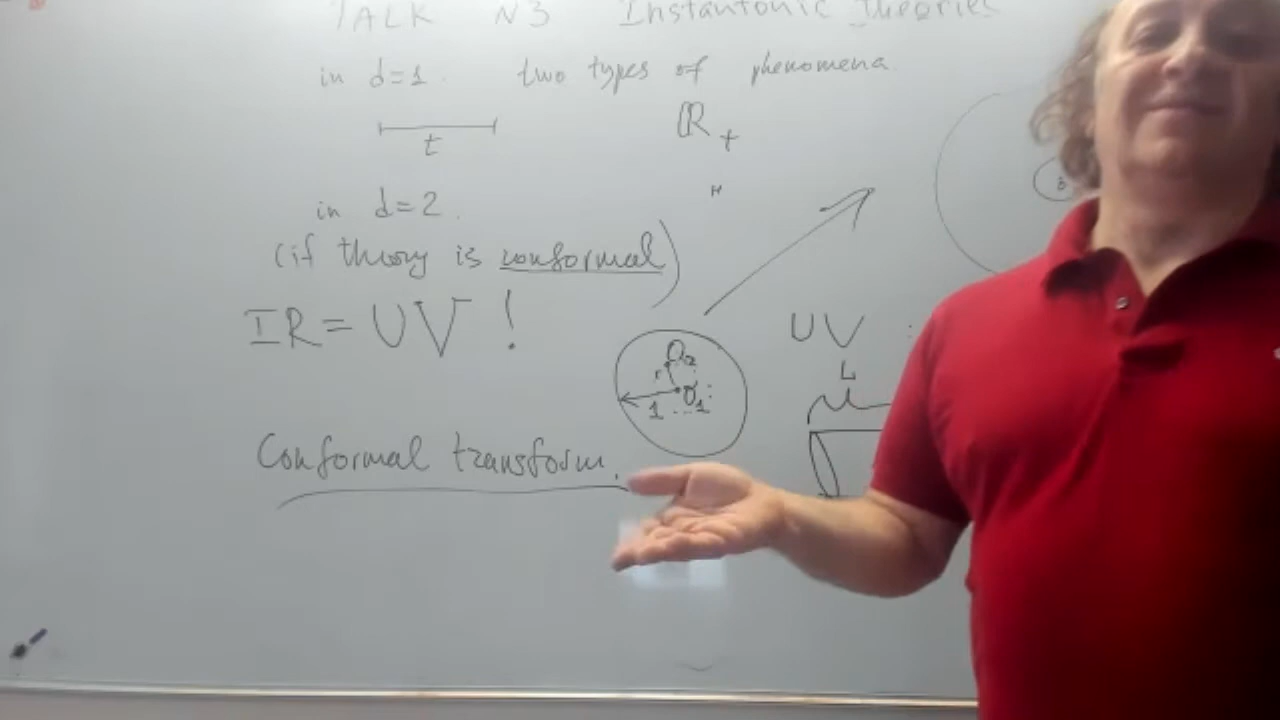 TALK N3 Instantonic Theories
in d=1. two types of phenomena.
t
ℝ+
in d=2.
(if theory is conformal)
IR = UV !
O2
r
O1
1
UV :
L
Conformal transform.